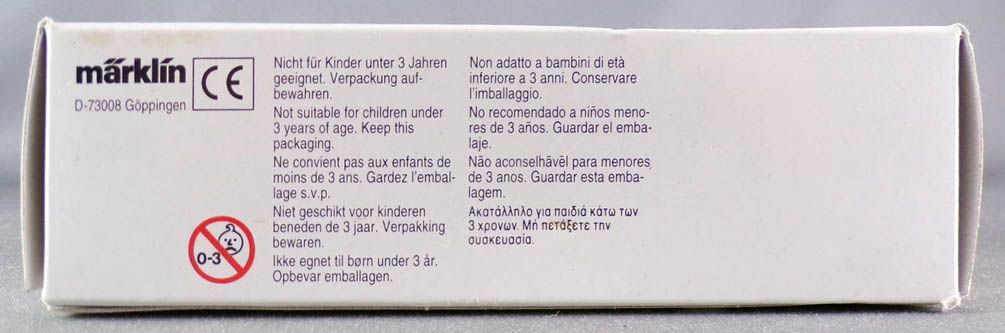 märklin
CE
D-73008 Göppingen
0-3
Nicht für Kinder unter 3 Jahren
geeignet. Verpackung auf-
bewahren.
Not suitable for children under
3 years of age. Keep this
packaging.
Ne convient pas aux enfants de
moins de 3 ans. Gardez l'embal-
lage s.v.p.
Niet geschikt voor kinderen
beneden de 3 jaar. Verpakking
bewaren.
Ikke egnet til børn under 3 år.
Opbevar emballagen.
Non adatto a bambini di età
inferiore a 3 anni. Conservare
l'imballaggio.
No recomendado a niños meno-
res de 3 años. Guardar el emba-
laje.
Não aconselhãvēl para menores
de 3 anos. Guardar esta emba-
lagem.
Ακατάλληλο για παιδιά κάτω των
3 χρονων. Μή πετάξετε την
συσκευασία.